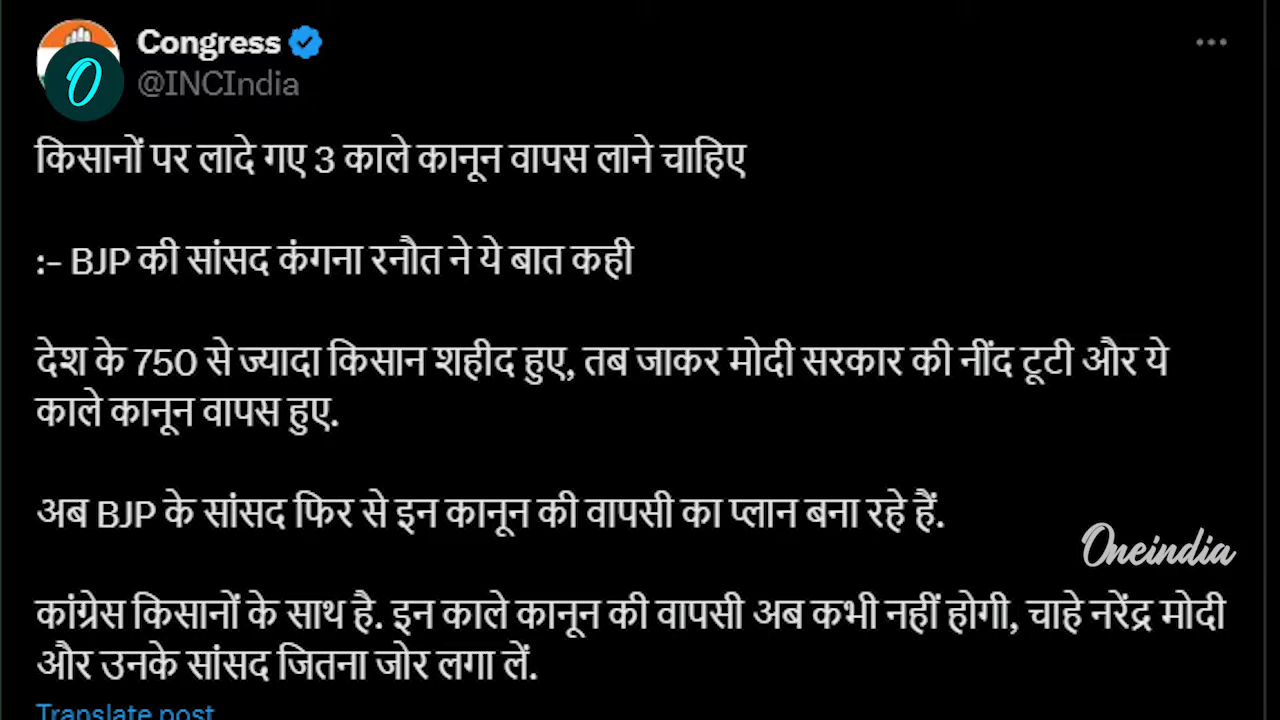 Congress
@INCIndia
किसानों पर लादे गए 3 काले कानून वापस लाने चाहिए
:- BJP की सांसद कंगना रनौत ने ये बात कही
देश के 750 से ज्यादा किसान शहीद हुए, तब जाकर मोदी सरकार की नींद टूटी और ये
काले कानून वापस हुए.
अब BJP के सांसद फिर से इन कानून की वापसी का प्लान बना रहे हैं.
Oneindia
कांग्रेस किसानों के साथ है. इन काले कानून की वापसी अब कभी नहीं होगी, चाहे नरेंद्र मोदी
और उनके सांसद जितना जोर लगा लें.
Translate post